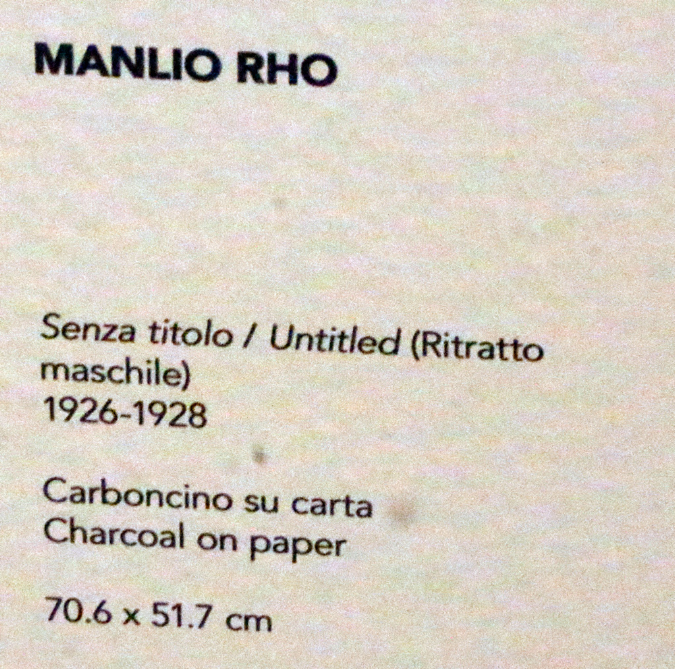 MANLIO RHO
Senza titolo / Untitled (Ritratto
maschile)
1926-1928
Carboncino su carta
Charcoal on paper
70.6 x 51.7 cm